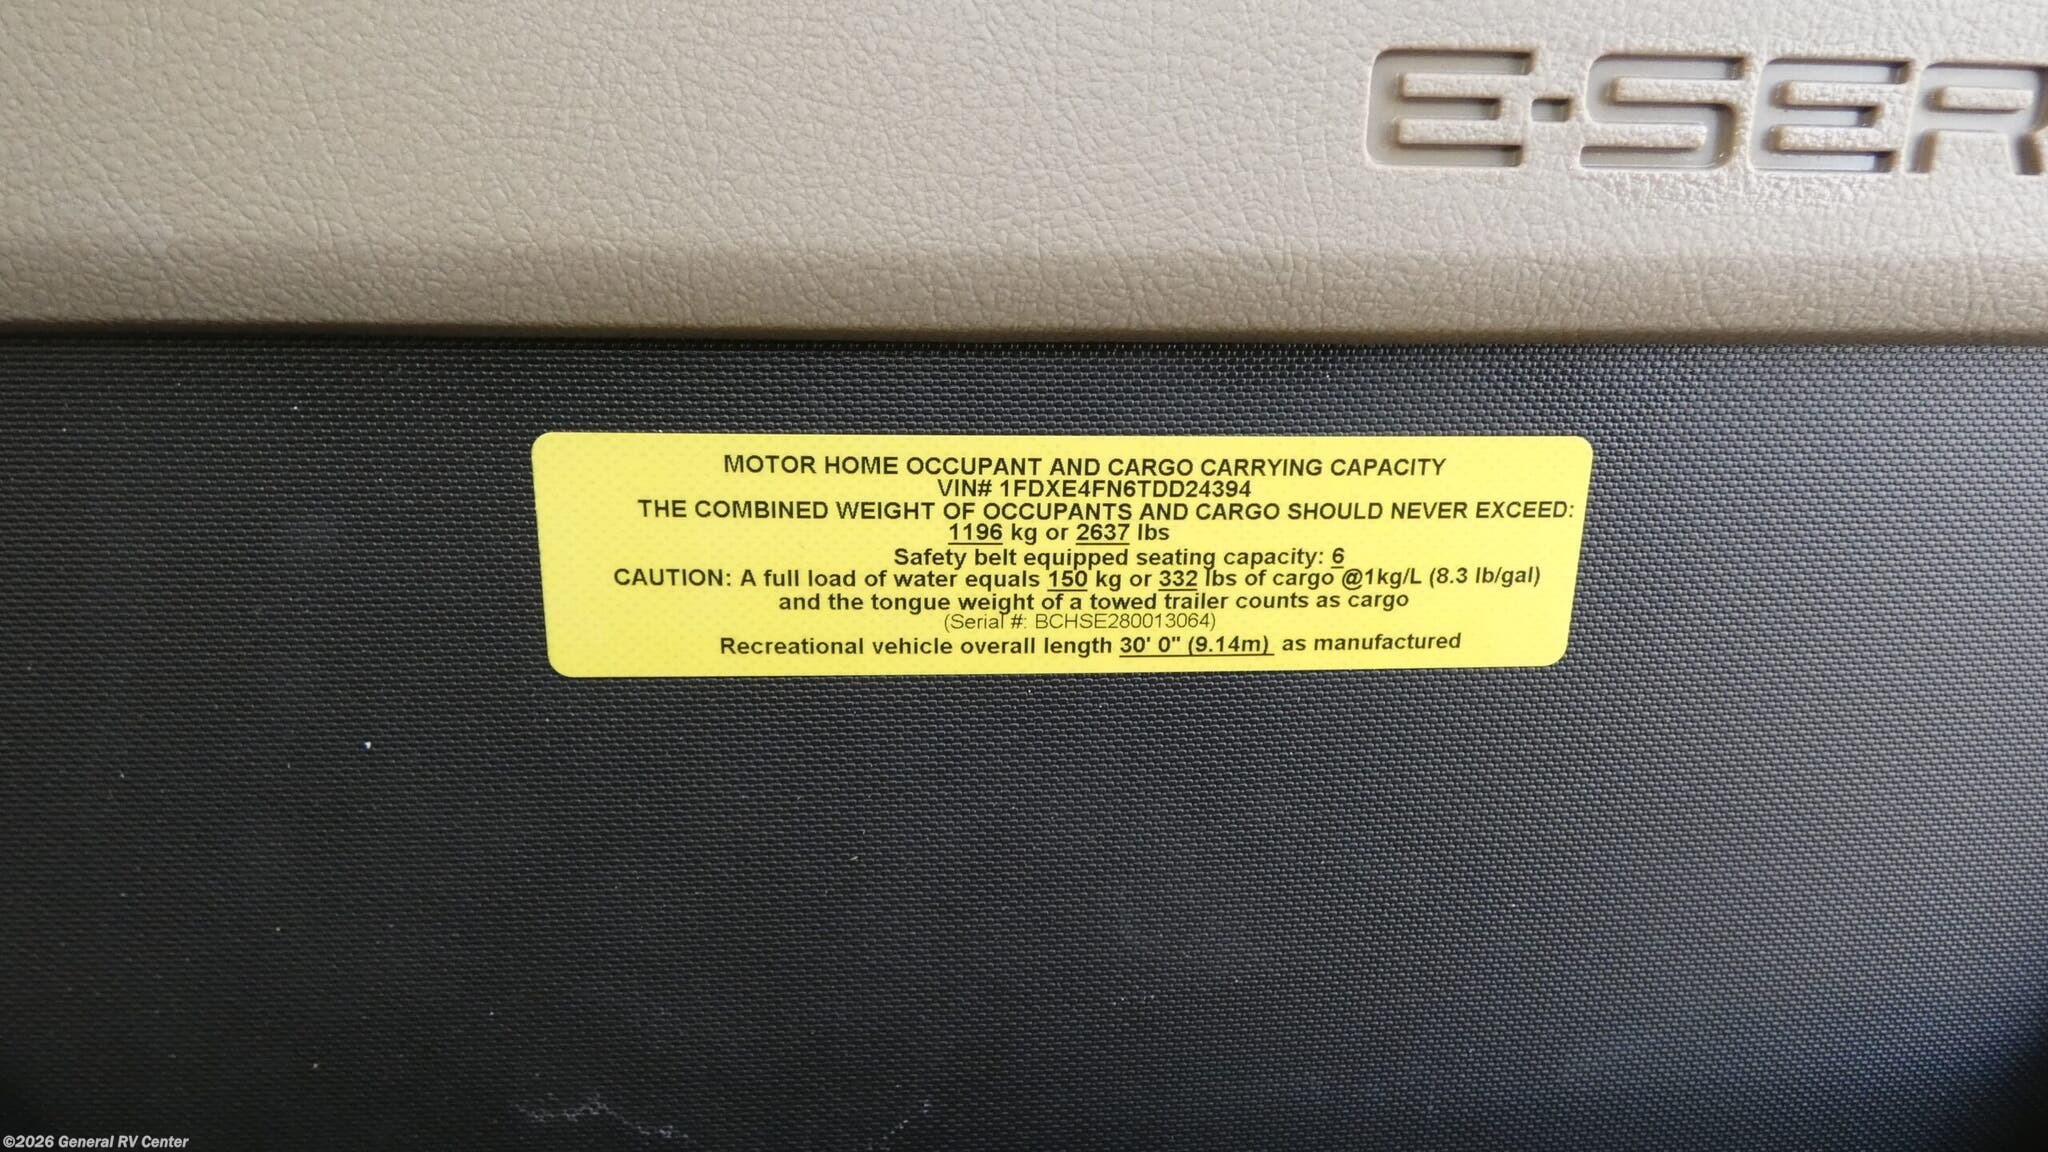 E-SER
MOTOR HOME OCCUPANT AND CARGO CARRYING CAPACITY
VIN# 1FDXE4FN6TDD24394
THE COMBINED WEIGHT OF OCCUPANTS AND CARGO SHOULD NEVER EXCEED:
1196 kg or 2637 lbs
Safety belt equipped seating capacity: 6
CAUTION: A full load of water equals 150 kg or 332 lbs of cargo @1kg/L (8.3 lb/gal)
and the tongue weight of a towed trailer counts as cargo
(Serial #: BCHSE280013064)
Recreational vehicle overall length 30' 0" (9.14m) as manufactured
©2026 General RV Center